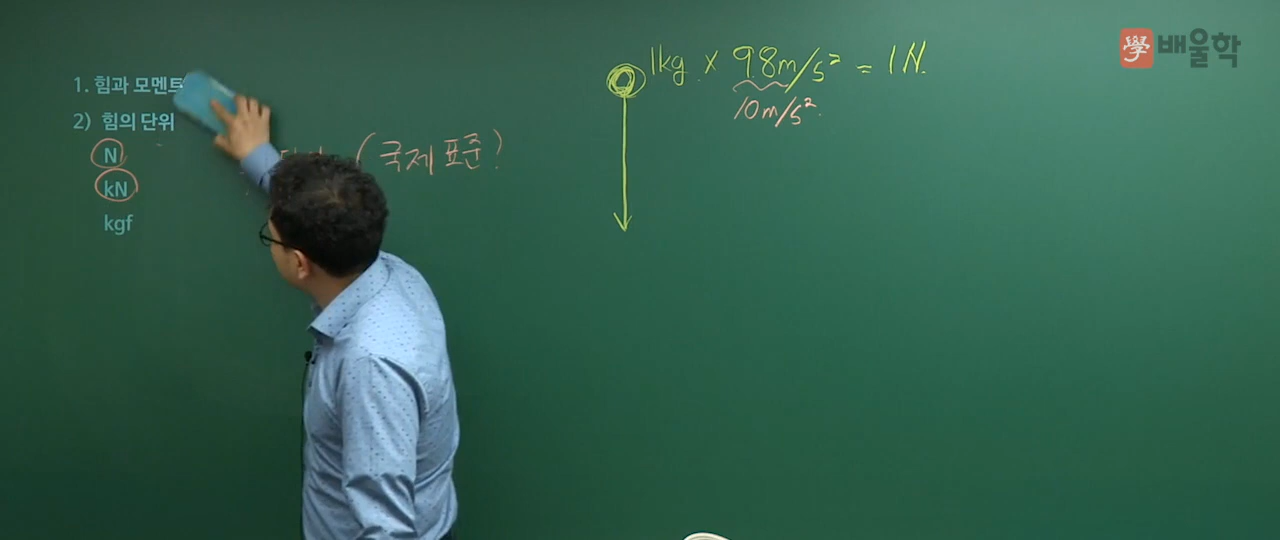 學 배울학
1. 힘과 모멘트
2) 힘의 단위
N
kN
kgf
(국제 표준)
1kg × 9.8m/s² = 1N.
10m/s².